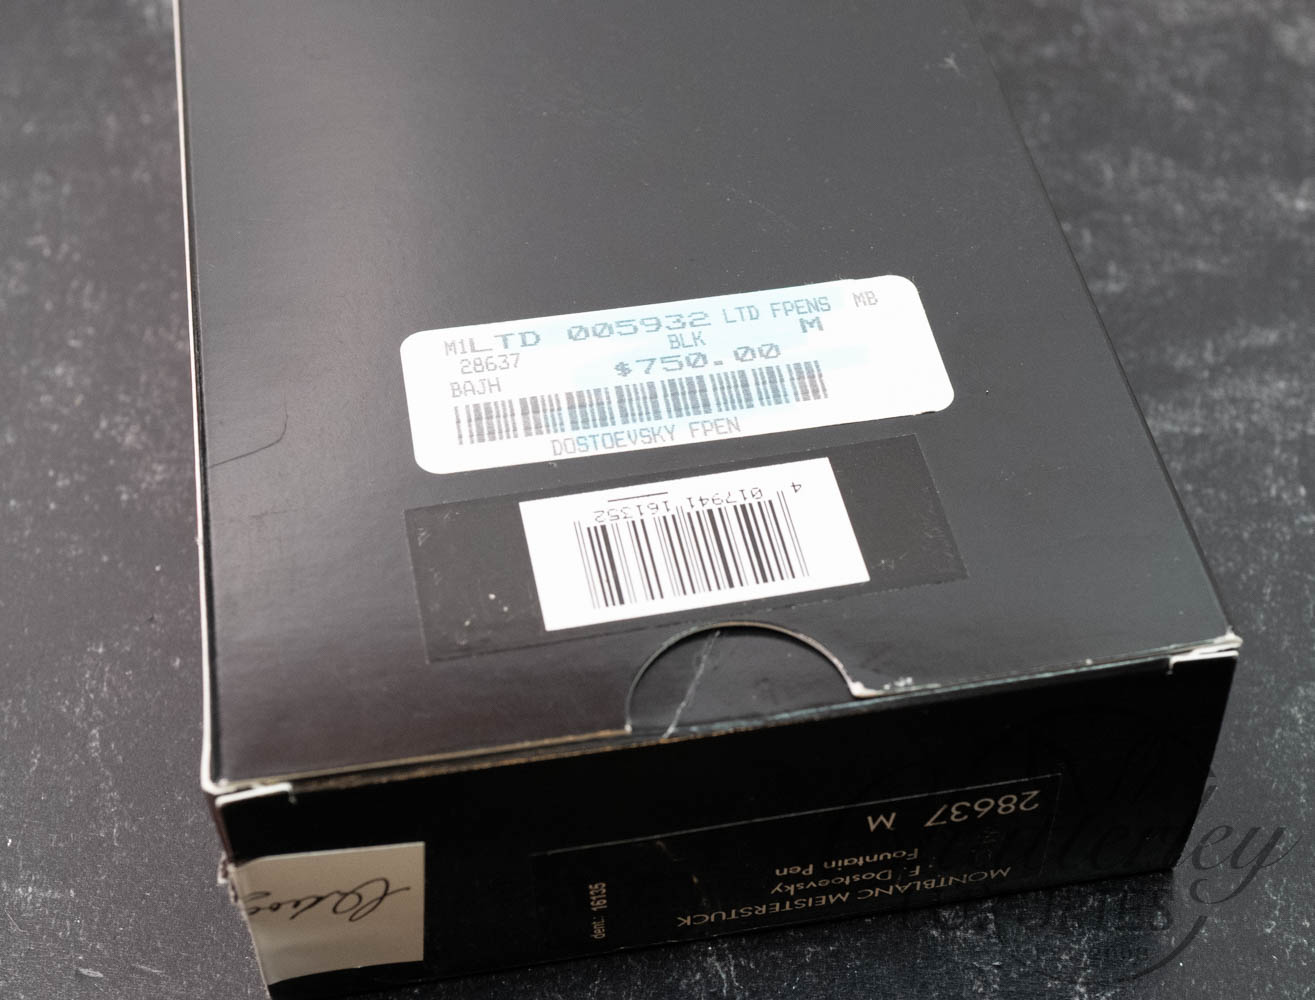 M1LTD 005932 LTD FPENS MB
28637 BLK M
BAJH $750.00
DOSTOEVSKY FPEN
4 017941 161352
28637 M
MONTBLANC MEISTERSTUCK
F. Dostoevsky
Fountain Pen
Ident.: 16135